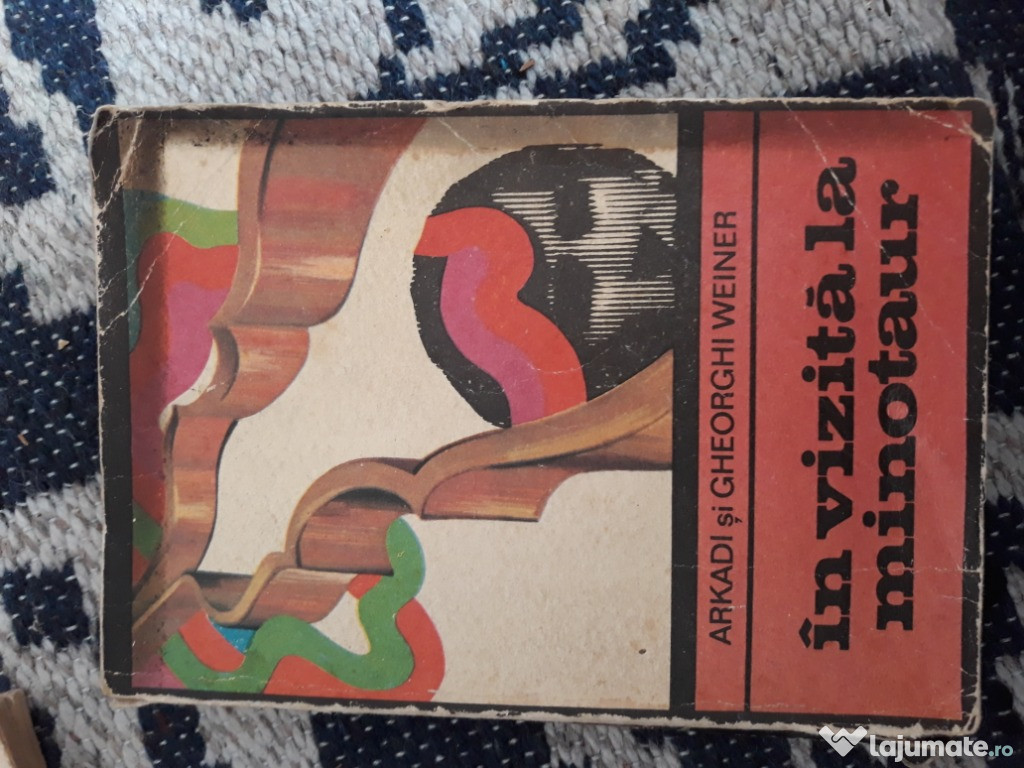 ARKADI și GHEORGHI WEINER
în vizită la
minotaur
lajumate.ro